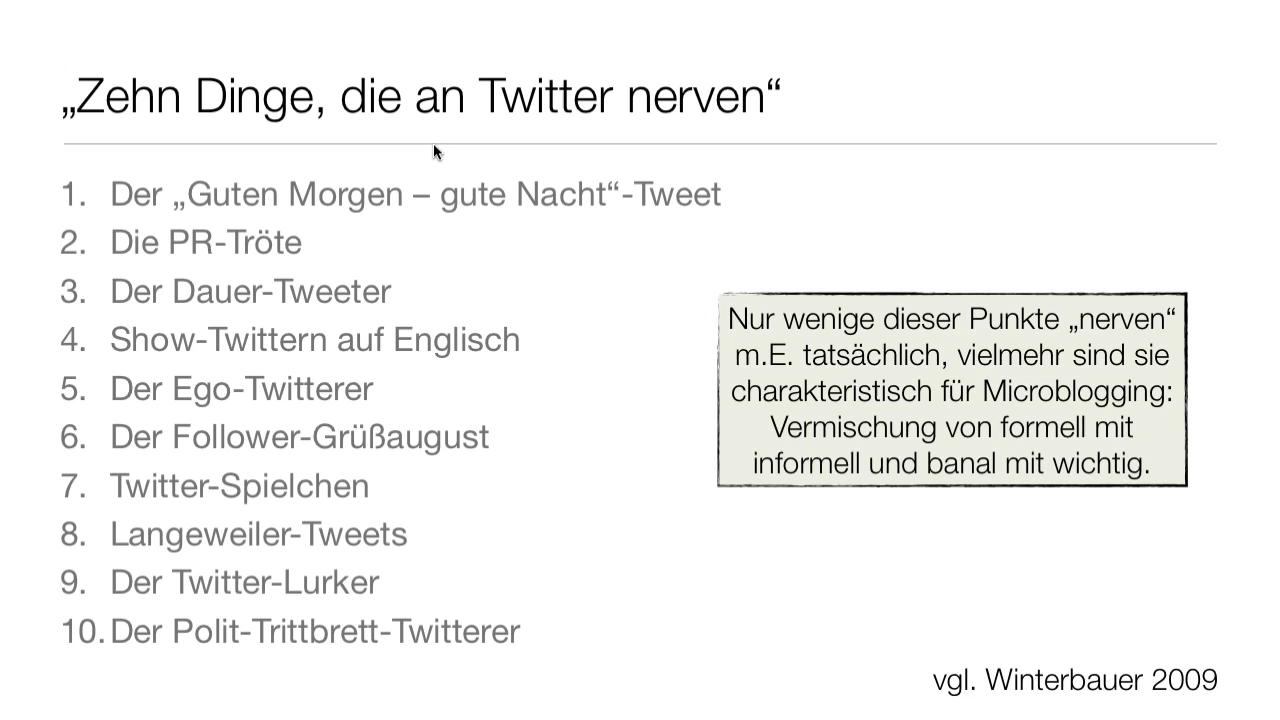 „Zehn Dinge, die an Twitter nerven“
1. Der „Guten Morgen – gute Nacht“-Tweet
2. Die PR-Tröte
3. Der Dauer-Tweeter
4. Show-Twittern auf Englisch
5. Der Ego-Twitterer
6. Der Follower-Grüßaugust
7. Twitter-Spielchen
8. Langeweiler-Tweets
9. Der Twitter-Lurker
10. Der Polit-Trittbrett-Twitterer
Nur wenige dieser Punkte „nerven“
m.E. tatsächlich, vielmehr sind sie
charakteristisch für Microblogging:
Vermischung von formell mit
informell und banal mit wichtig.
vgl. Winterbauer 2009